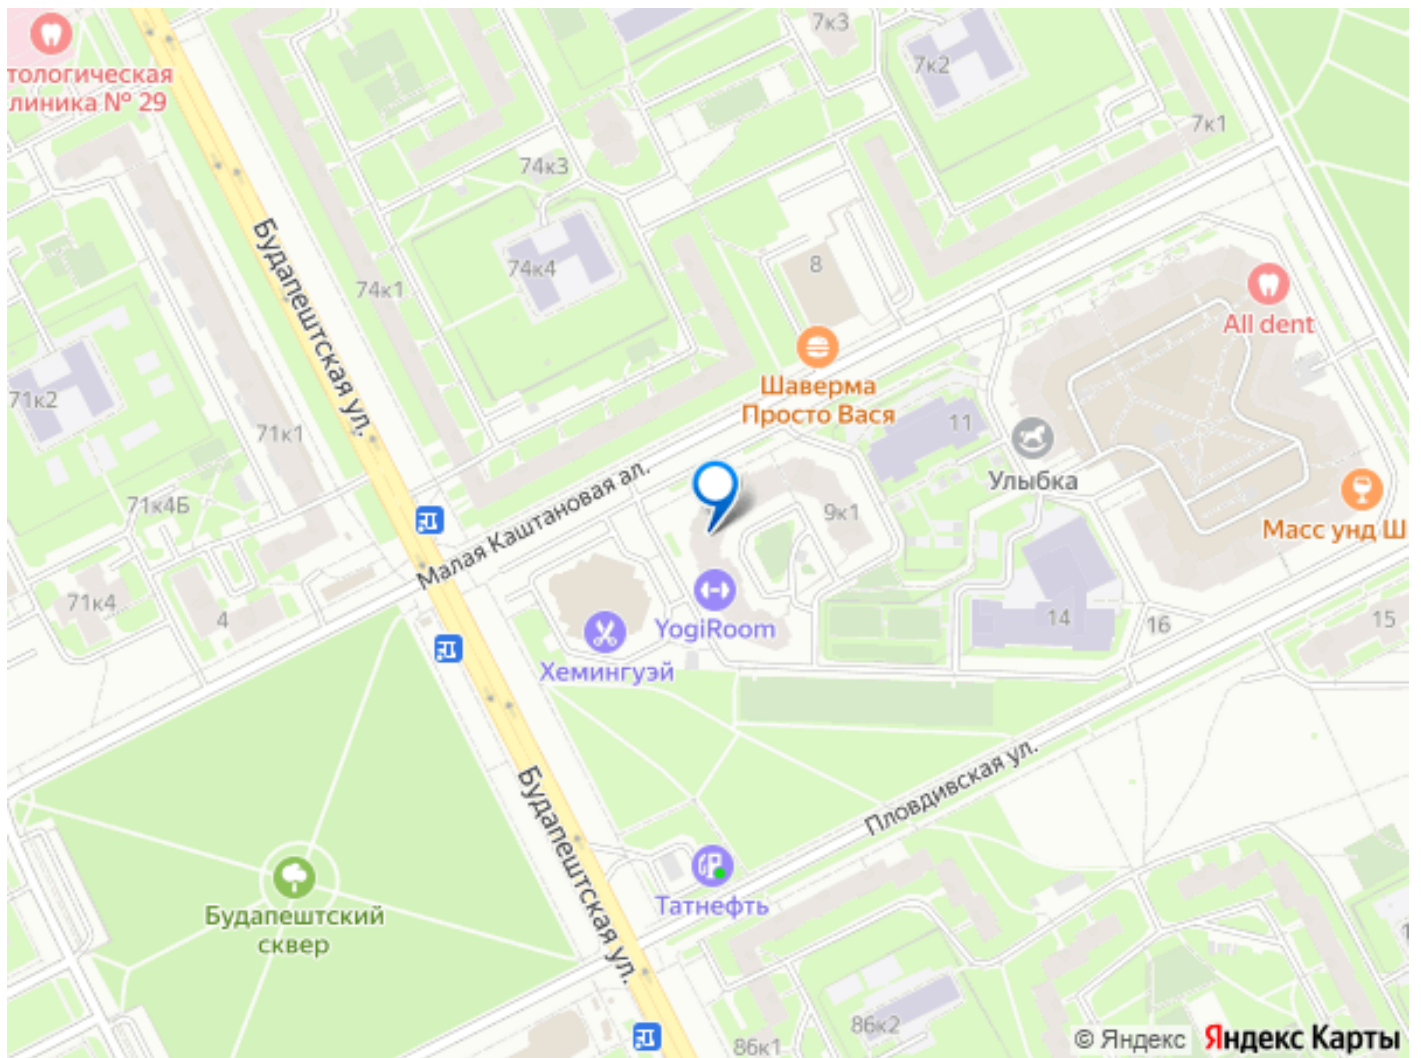 7к3
7к2
тологическая
линика № 29
7к1
74к3
Будапештская ул.
74к4
8
74к1
All dent
Шаверма
Просто Вася
71к2
11
71к1
Улыбка
Малая Каштановая ал.
71к4Б
9к1
Масс унд Ш
71к4
4
YogiRoom
14
16
15
Хемингуэй
Пловдивская ул.
Будапештская ул.
Татнефть
Будапештский
сквер
86к2
86к1
© Яндекс Яндекс Карты